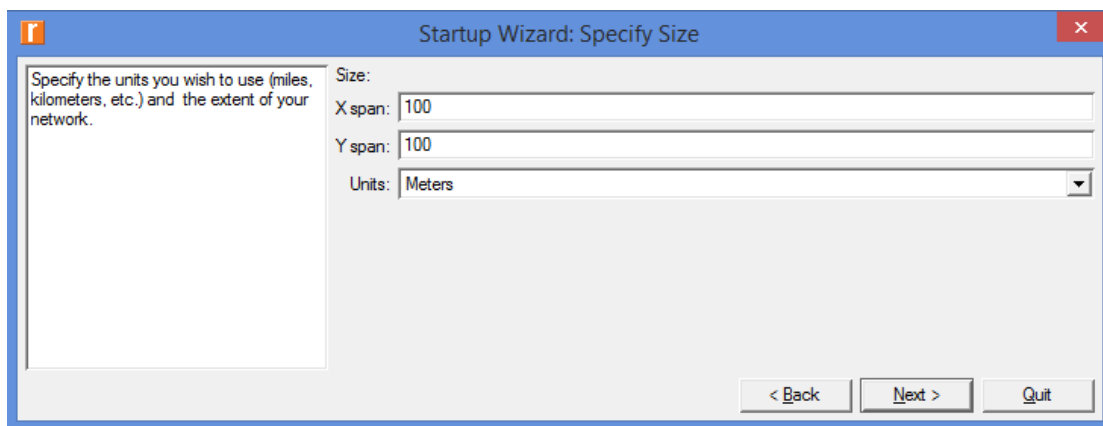 r
Startup Wizard: Specify Size
×
Specify the units you wish to use (miles,
kilometers, etc.) and the extent of your
network.
Size:
X span: 100
Y span: 100
Units: Meters
< Back
Next >
Quit